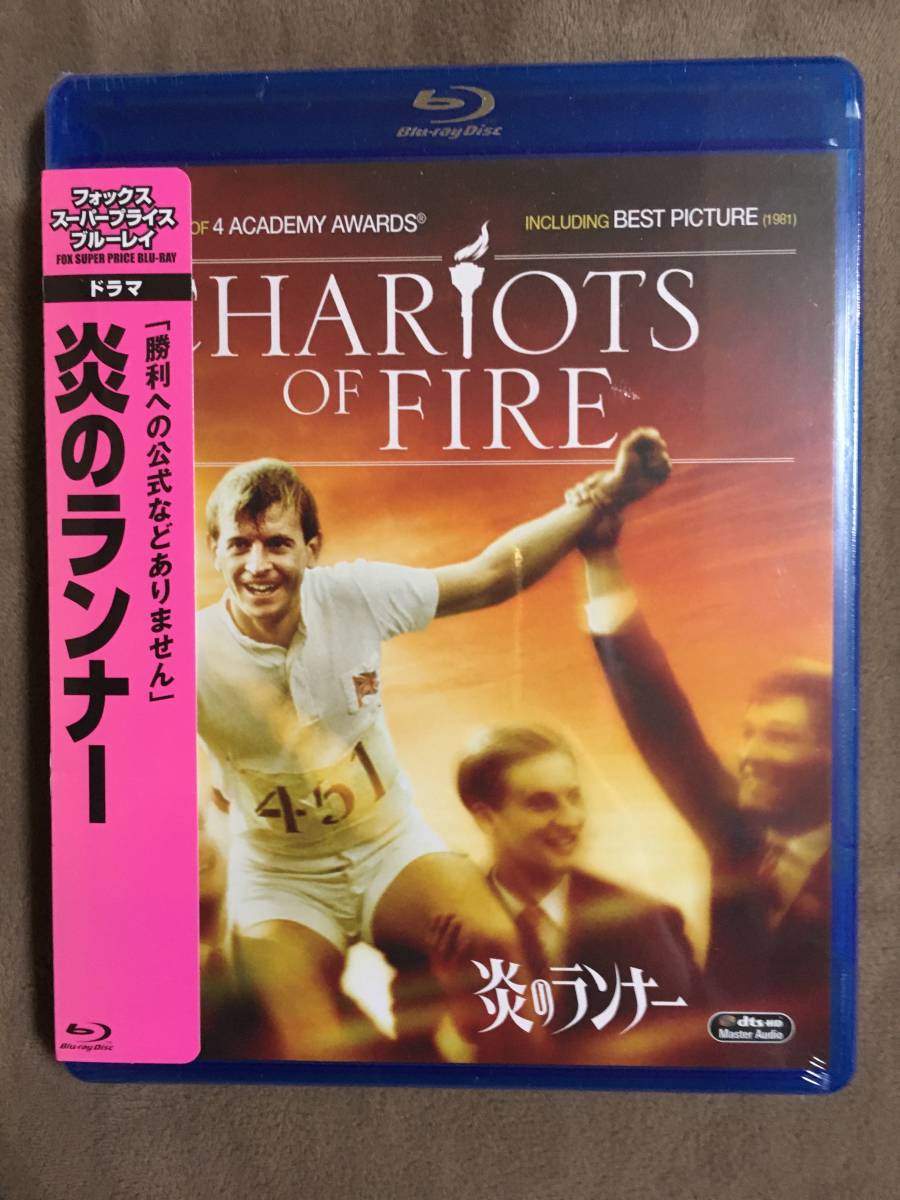 Blu-ray Disc
フォックス
スーパープライス
ブルーレイ
FOX SUPER PRICE BLU-RAY
ドラマ
「勝利への公式などありません」
炎のランナー
Blu-ray Disc
OF 4 ACADEMY AWARDS®
INCLUDING BEST PICTURE (1981)
CHARIOTS
OF FIRE
451
炎のランナー
dts-HD
Master Audio